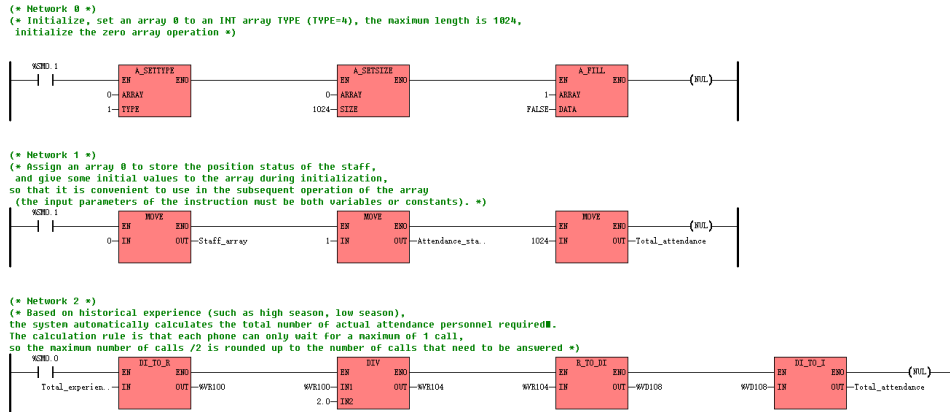 (* Network 0 *)
(* Initialize, set an array 0 to an INT array TYPE (TYPE=4), the maximum length is 1024,
initialize the zero array operation *)
%SM0.1
A_SETTYPE A_SETSIZE A_FILL
EN ENO EN ENO EN ENO (NUL)
0 ARRAY 0 ARRAY 1 ARRAY
1 TYPE 1024 SIZE FALSE DATA
(* Network 1 *)
(* Assign an array 0 to store the position status of the staff,
and give some initial values to the array during initialization,
so that it is convenient to use in the subsequent operation of the array
(the input parameters of the instruction must be both variables or constants). *)
%SM0.1 MOVE MOVE MOVE
EN ENO EN ENO EN ENO (NUL)
0 IN OUT Staff_array 1 IN OUT Attendance_sta.. 1024 IN OUT Total_attendance
(* Network 2 *)
(* Based on historical experience (such as high season, low season),
the system automatically calculates the total number of actual attendance personnel required.
The calculation rule is that each phone can only wait for a maximum of 1 call,
so the maximum number of calls /2 is rounded up to the number of calls that need to be answered *)
%SM0.0 DI_TO_R DIV R_TO_DI DI_TO_I
EN ENO EN ENO EN ENO EN ENO (NUL)
Total_experien.. IN OUT %VR100 %VR100 IN1 OUT %VR104 %VR104 IN OUT %VD108 %VD108 IN OUT Total_attendance
2.0 IN2